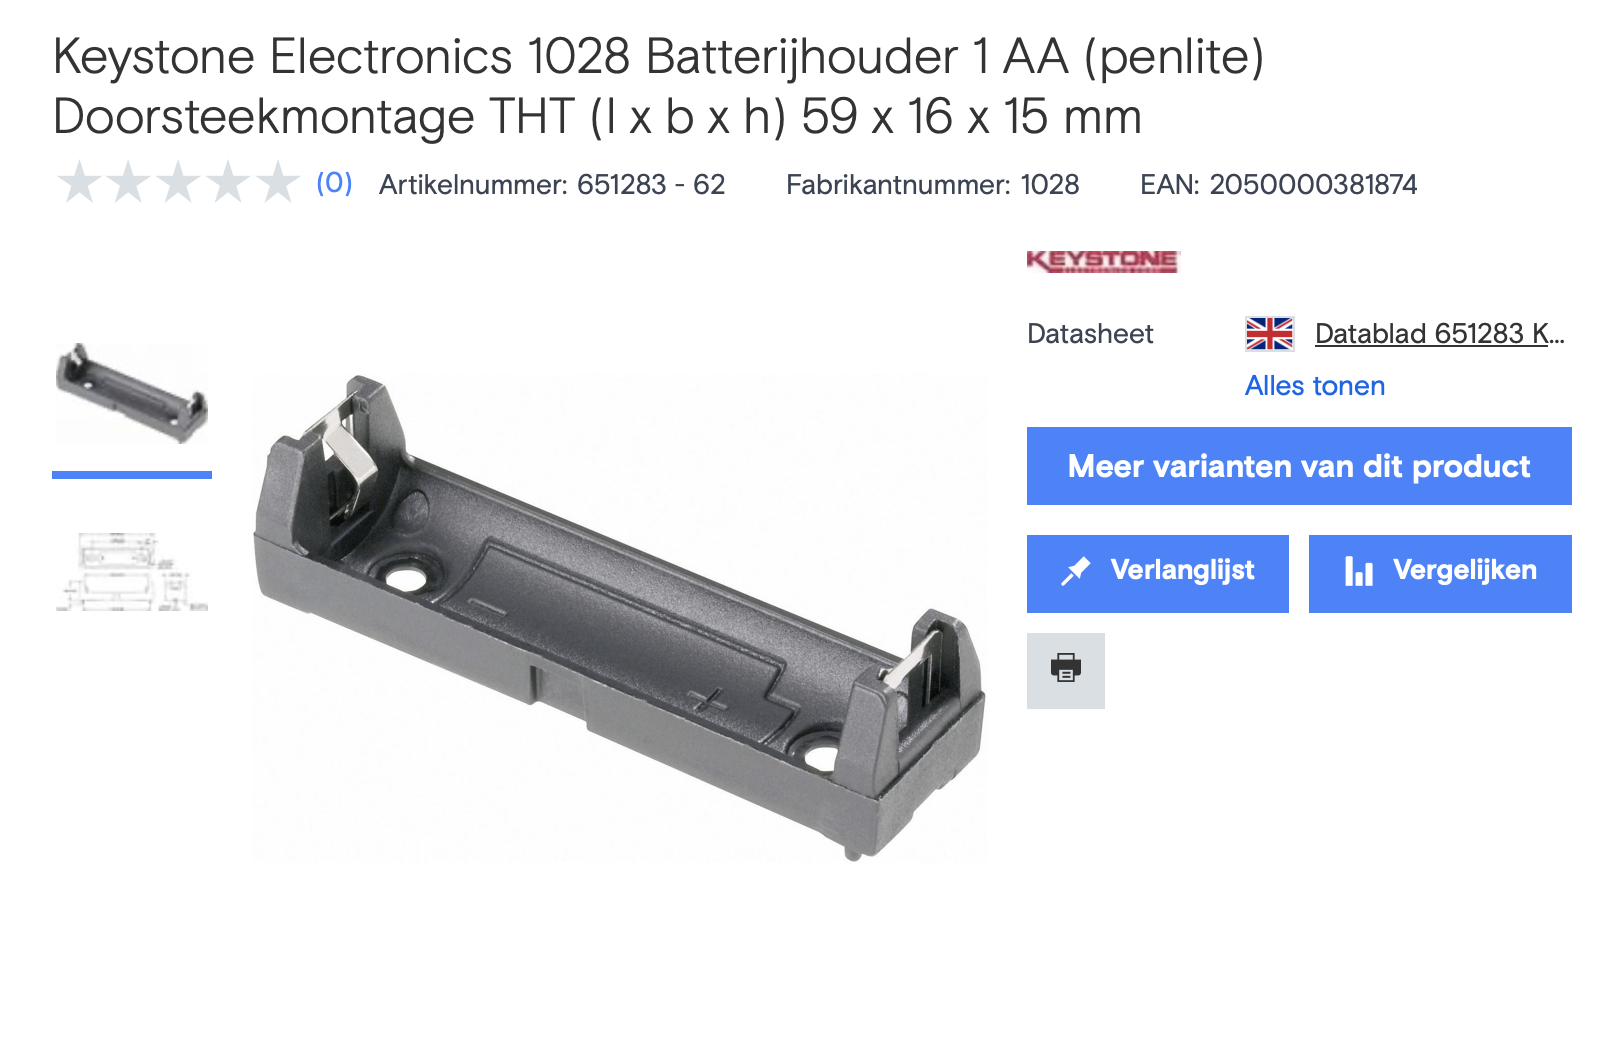 Keystone Electronics 1028 Batterijhouder 1 AA (penlite)
Doorsteekmontage THT (l x b x h) 59 x 16 x 15 mm
(0) Artikelnummer: 651283 - 62 Fabrikantnummer: 1028 EAN: 2050000381874
KEYSTONE
Datasheet Datablad 651283 K...
Alles tonen
Meer varianten van dit product
Verlanglijst Vergelijken